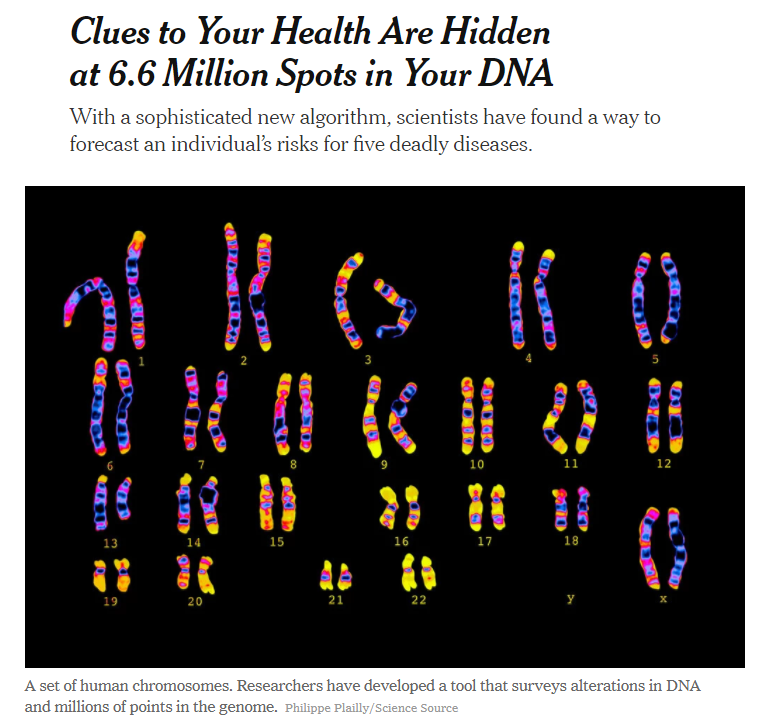 Clues to Your Health Are Hidden
at 6.6 Million Spots in Your DNA
With a sophisticated new algorithm, scientists have found a way to
forecast an individual’s risks for five deadly diseases.
1
2
3
4
5
6
7
8
9
10
11
12
13
14
15
16
17
18
19
20
21
22
y
x
A set of human chromosomes. Researchers have developed a tool that surveys alterations in DNA
and millions of points in the genome. Philippe Plailly/Science Source